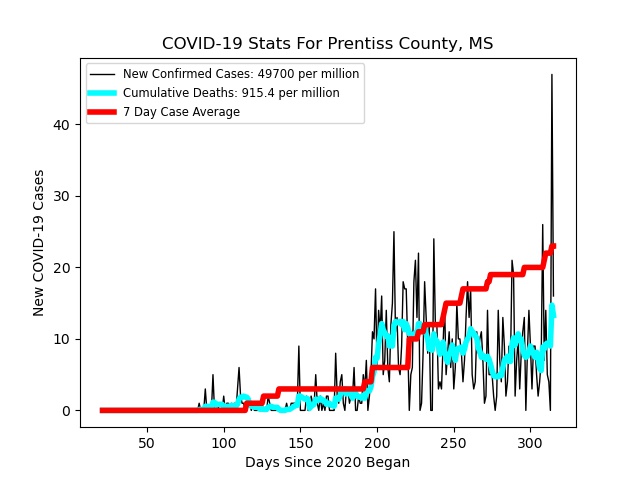 COVID-19 Stats For Prentiss County, MS
New Confirmed Cases: 49700 per million
Cumulative Deaths: 915.4 per million
7 Day Case Average
New COVID-19 Cases
40
30
20
10
0
50 100 150 200 250 300
Days Since 2020 Began